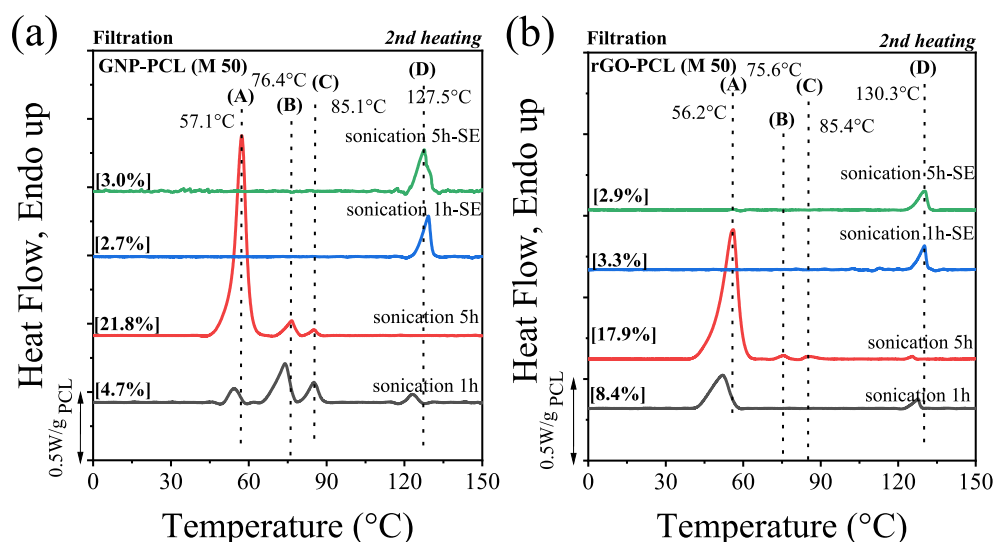 (a)
Filtration
2nd heating
GNP-PCL (M 50)
(D)
76.4°C
(C)
(A)
(B)
127.5°C
57.1°C
85.1°C
sonication 5h-SE
[3.0%]
sonication 1h-SE
[2.7%]
sonication 5h
[21.8%]
sonication 1h
[4.7%]
0.5W/g PCL
Heat Flow, Endo up
0
30
60
90
120
150
Temperature (°C)
(b)
Filtration
2nd heating
rGO-PCL (M 50)
75.6°C
(D)
(A)
(C)
130.3°C
56.2°C
(B)
85.4°C
sonication 5h-SE
[2.9%]
sonication 1h-SE
[3.3%]
sonication 5h
[17.9%]
sonication 1h
[8.4%]
0.5W/g PCL
Heat Flow, Endo up
0
30
60
90
120
150
Temperature (°C)